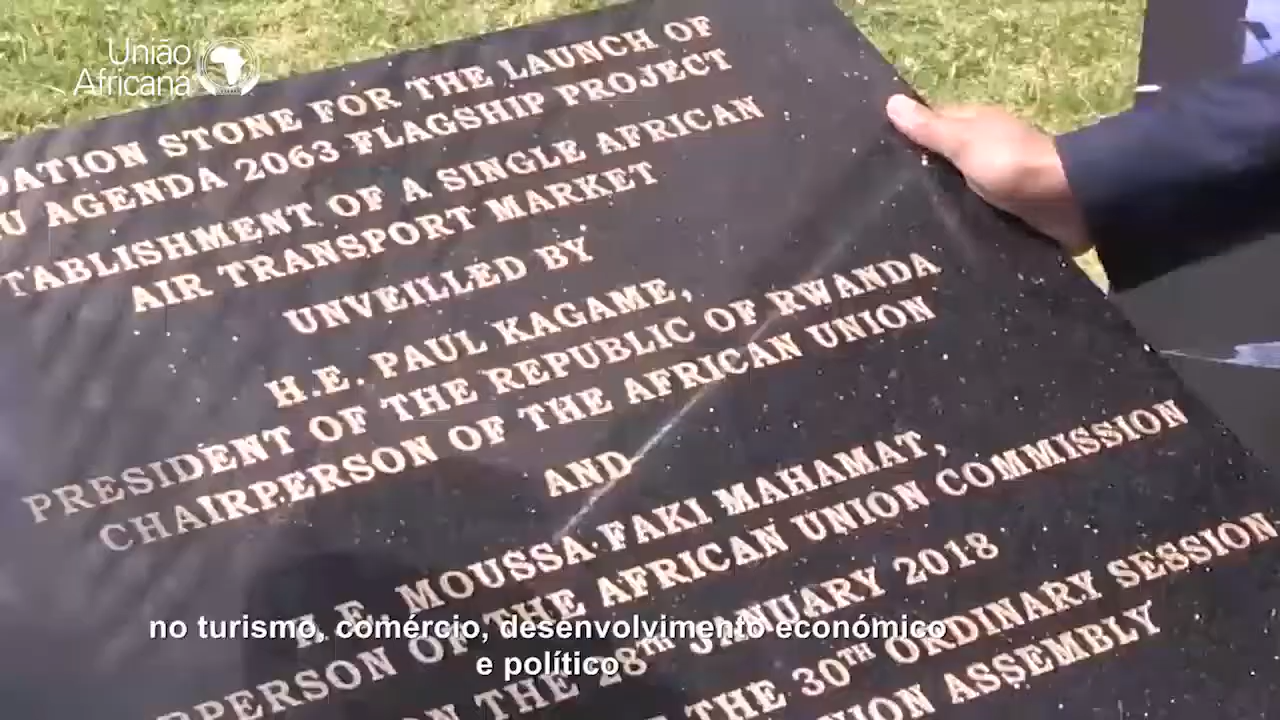 União
Africana
DATION STONE FOR THE LAUNCH OF
U AGENDA 2063 FLAGSHIP PROJECT
TABLISHMENT OF A SINGLE AFRICAN
AIR TRANSPORT MARKET
UNVEILLED BY
H.E. PAUL KAGAME,
PRESIDENT OF THE REPUBLIC OF RWANDA
CHAIRPERSON OF THE AFRICAN UNION
AND
H.E. MOUSSA FAKI MAHAMAT,
RPERSON OF THE AFRICAN UNION COMMISSION
ON THE 28TH JANUARY 2018
THE 30TH ORDINARY SESSION
ION ASSEMBLY
no turismo, comércio, desenvolvimento económico
e político